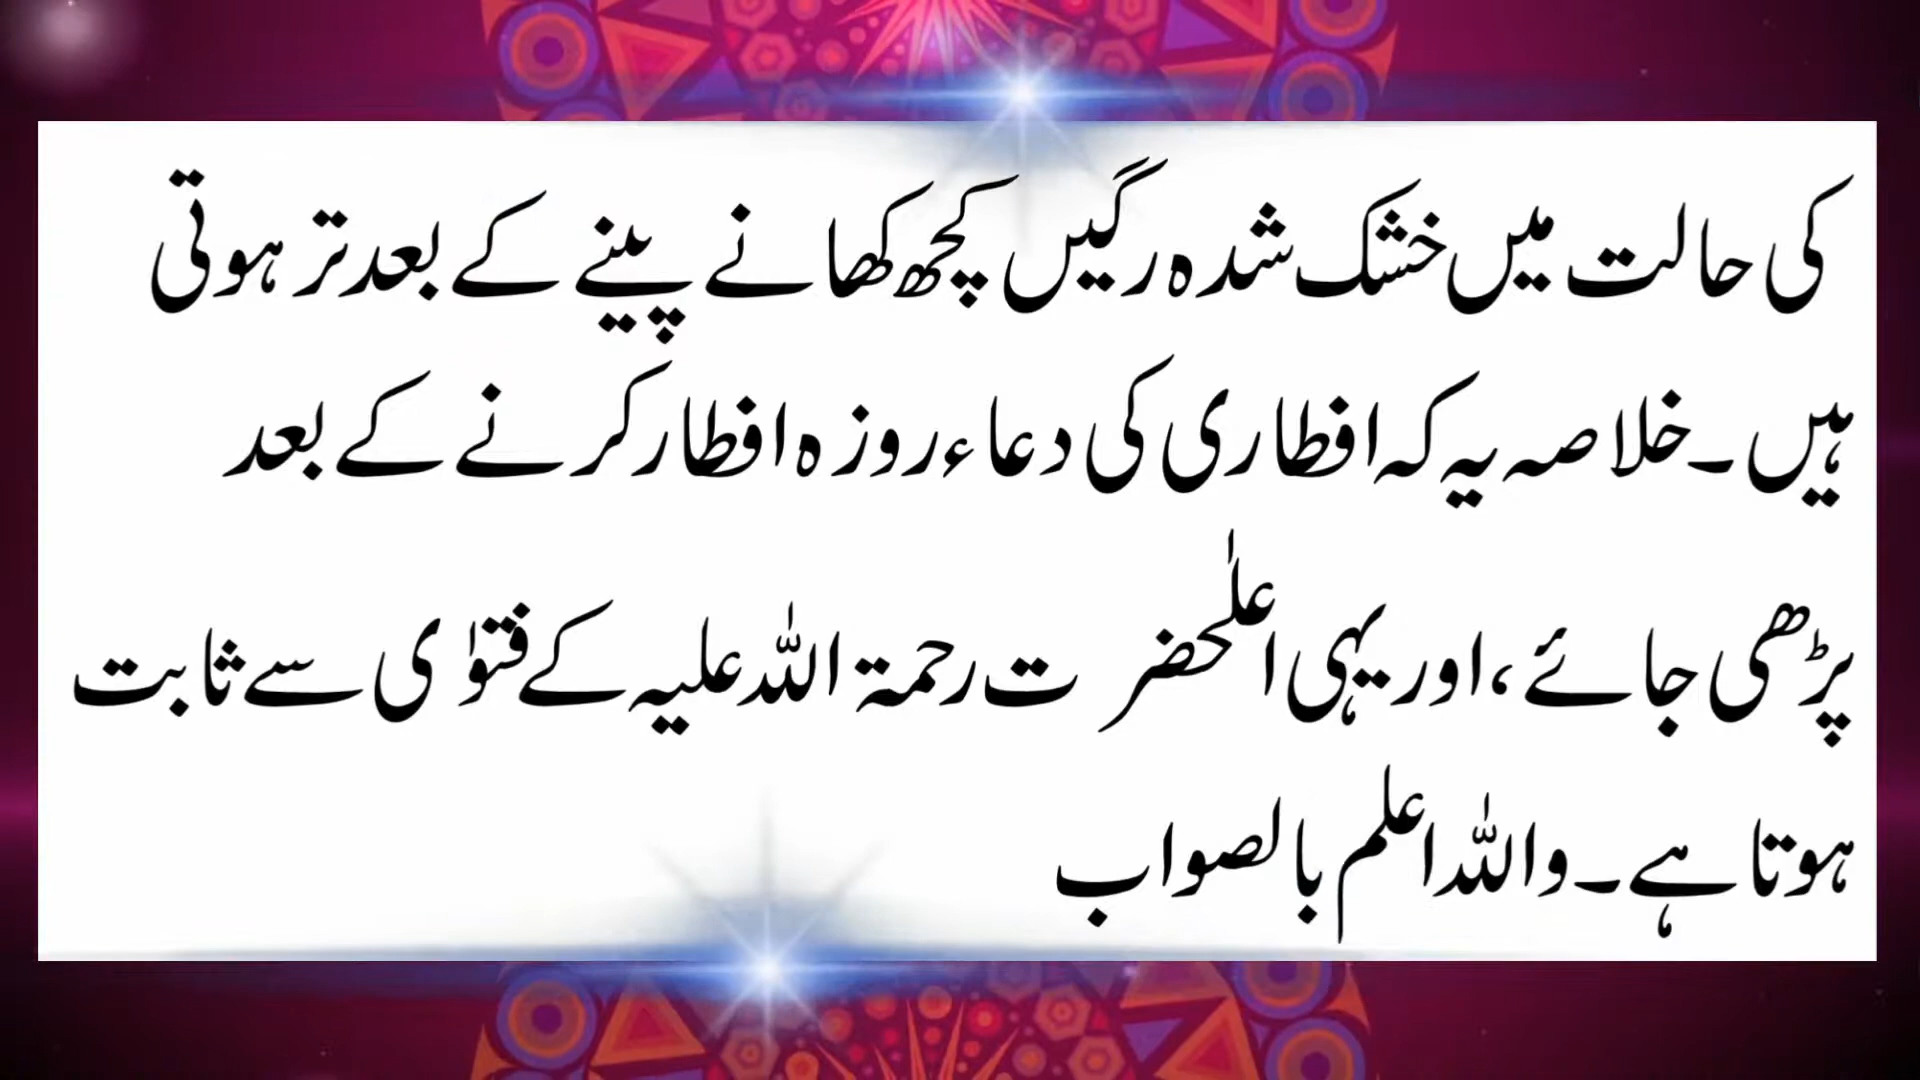 کی حالت میں خشک شدہ رگیں کچھ کھانے پینے کے بعد تر ہوتی
ہیں۔ خلاصہ یہ کہ افطاری کی دعاء روزہ افطار کرنے کے بعد
پڑھی جائے، اور یہی اعلٰحضرت رحمۃ اللہ علیہ کے فتوٰی سے ثابت
ہوتا ہے۔ واللہ اعلم بالصواب